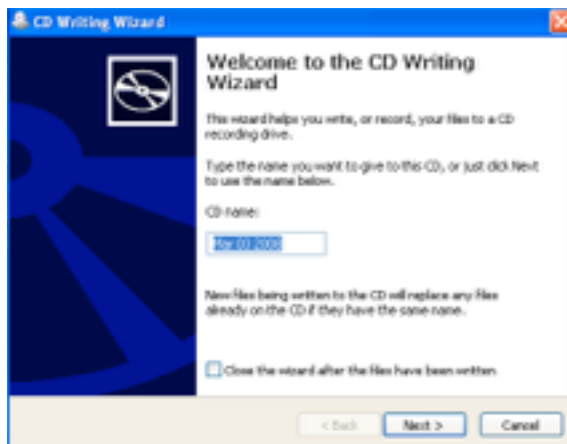 CD Writing Wizard
Welcome to the CD Writing
Wizard
This wizard helps you write, or record, your files to a CD
recording drive.
Type the name you want to give to this CD, or just click Next
to use the name below.
CD name:
Mar 03 2008
New files being written to the CD will replace any files
already on the CD if they have the same name.
Close the wizard after the files have been written
< Back Next > Cancel